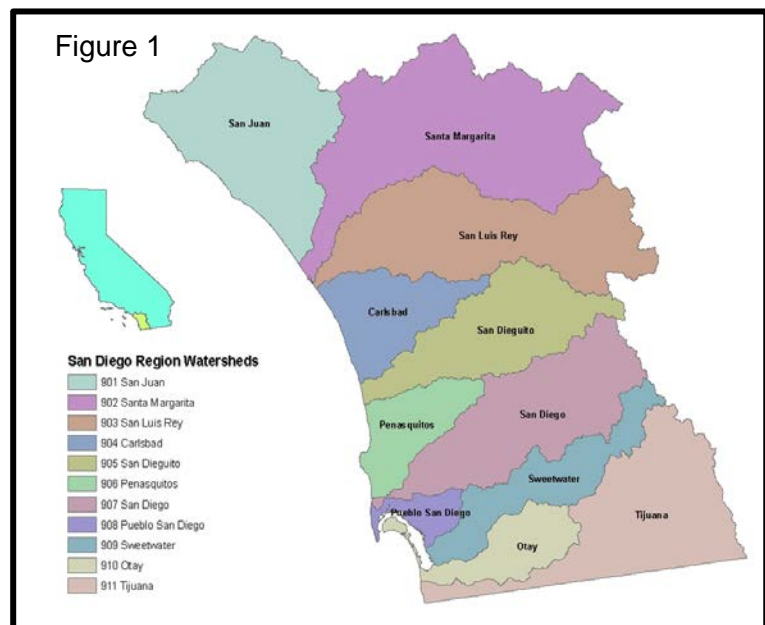 Figure 1
San Juan
Santa Margarita
San Luis Rey
Carlsbad
San Dieguito
San Diego Region Watersheds
901 San Juan
902 Santa Margarita
903 San Luis Rey
904 Carlsbad
905 San Dieguito
906 Penasquitos
907 San Diego
908 Pueblo San Diego
909 Sweetwater
910 Otay
911 Tijuana
Penasquitos
San Diego
Sweetwater
Pueblo San Diego
Tijuana
Otay